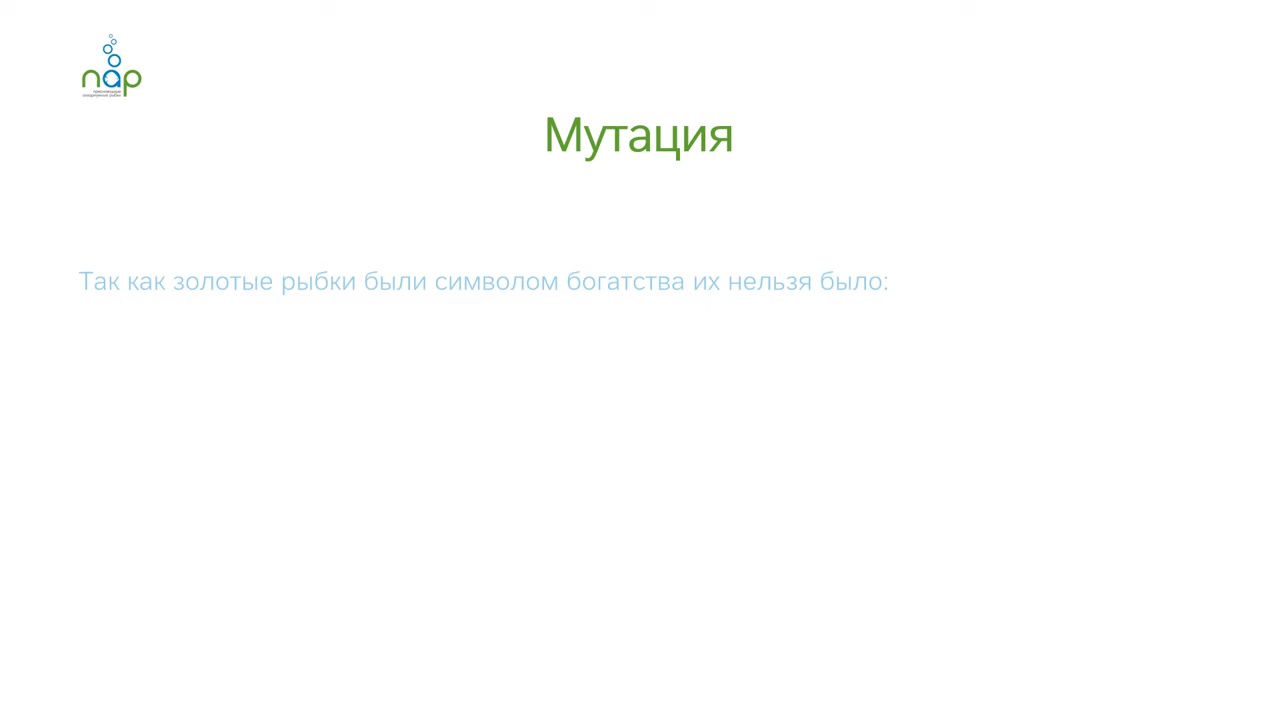 пар
Мутация
Так как золотые рыбки были символом богатства их нельзя было: